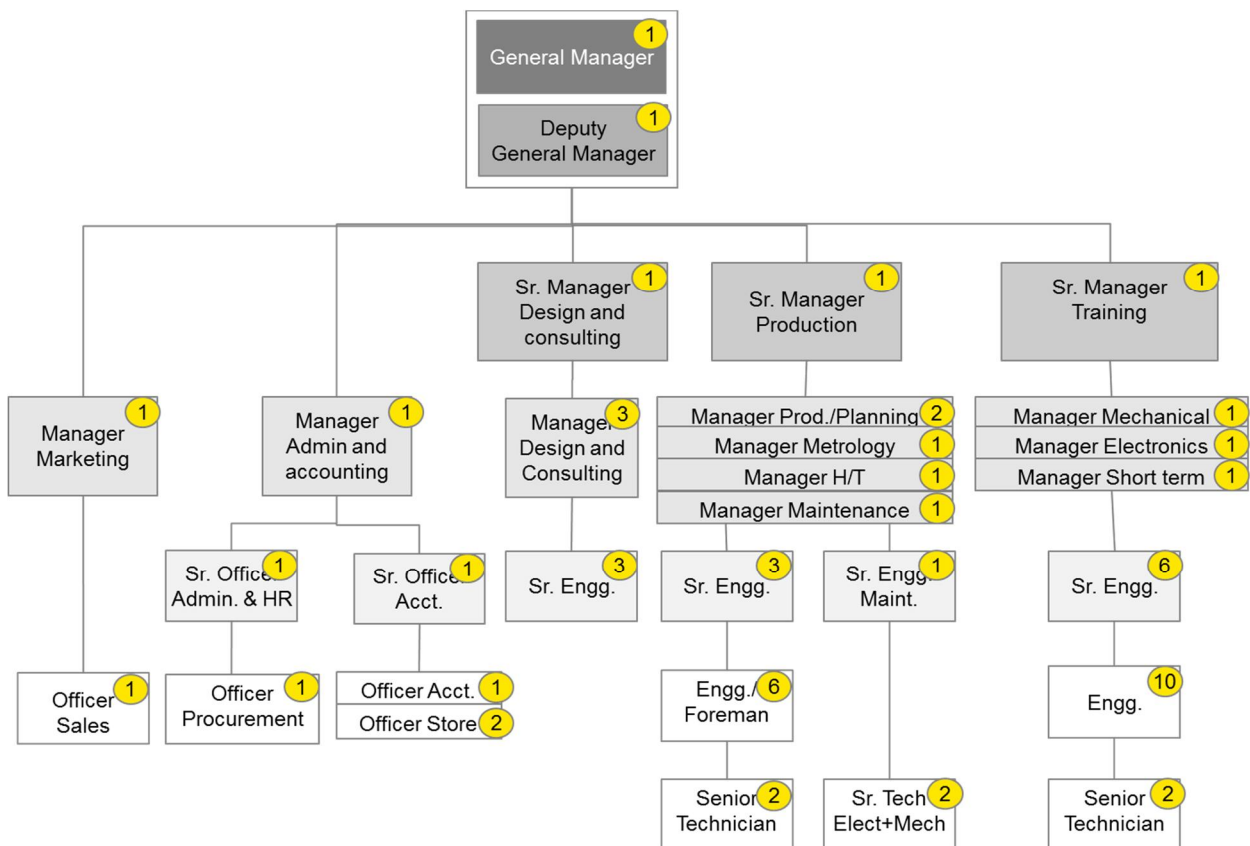 1
General Manager
1
Deputy
General Manager
1
Sr. Manager
Design and
consulting
1
Sr. Manager
Production
1
Sr. Manager
Training
1
Manager
Marketing
1
Manager
Admin and
accounting
3
Manager
Design and
Consulting
Manager Prod./Planning 2
Manager Metrology 1
Manager H/T 1
Manager Maintenance 1
Manager Mechanical 1
Manager Electronics 1
Manager Short term 1
1
Sr. Officer
Admin. & HR
1
Sr. Officer
Acct.
3
Sr. Engg.
3
Sr. Engg.
1
Sr. Engg.
Maint.
6
Sr. Engg.
1
Officer
Sales
1
Officer
Procurement
Officer Acct. 1
Officer Store 2
6
Engg./
Foreman
10
Engg.
2
Senior
Technician
2
Sr. Tech
Elect+Mech
2
Senior
Technician